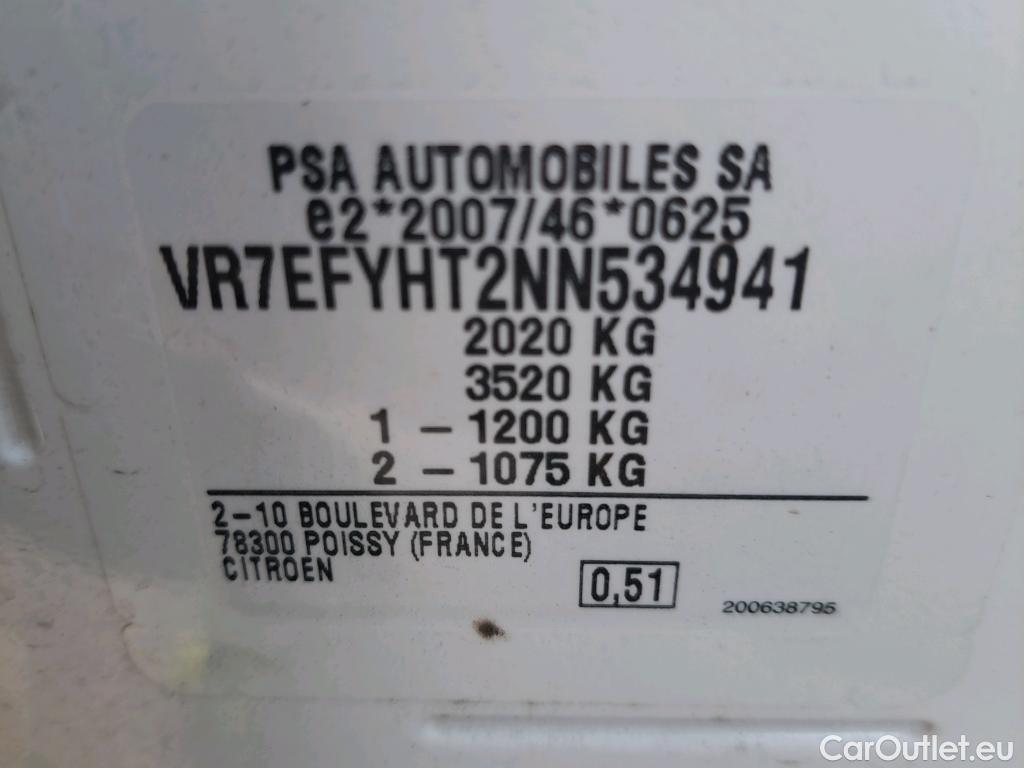 PSA AUTOMOBILES SA
e2*2007/46*0625
VR7EFYHT2NN534941
2020 KG
3520 KG
1 - 1200 KG
2 - 1075 KG
2-10 BOULEVARD DE L'EUROPE
78300 POISSY (FRANCE)
CITROEN
0,51
200638795
CarOutlet.eu